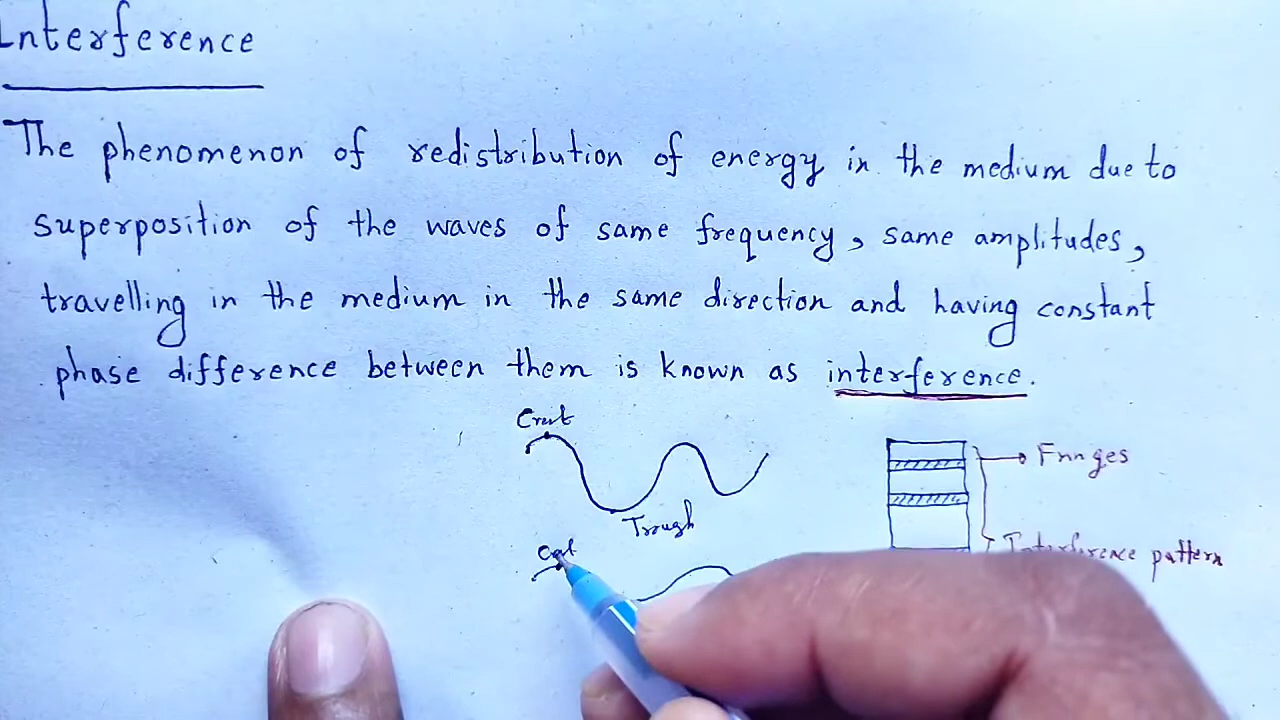 Interference
The phenomenon of redistribution of energy in the medium due to
superposition of the waves of same frequency, same amplitudes,
travelling in the medium in the same direction and having constant
phase difference between them is known as interference.
Crest
Fringes
Trough
Interference pattern